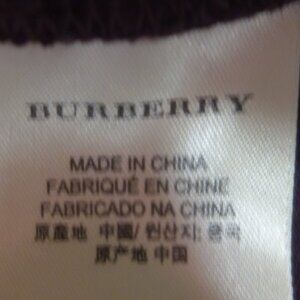 BURBERRY
MADE IN CHINA
FABRIQUÉ EN CHINE
FABRICADO NA CHINA
原産地 中國/ 원산지: 중국
原产地 中国